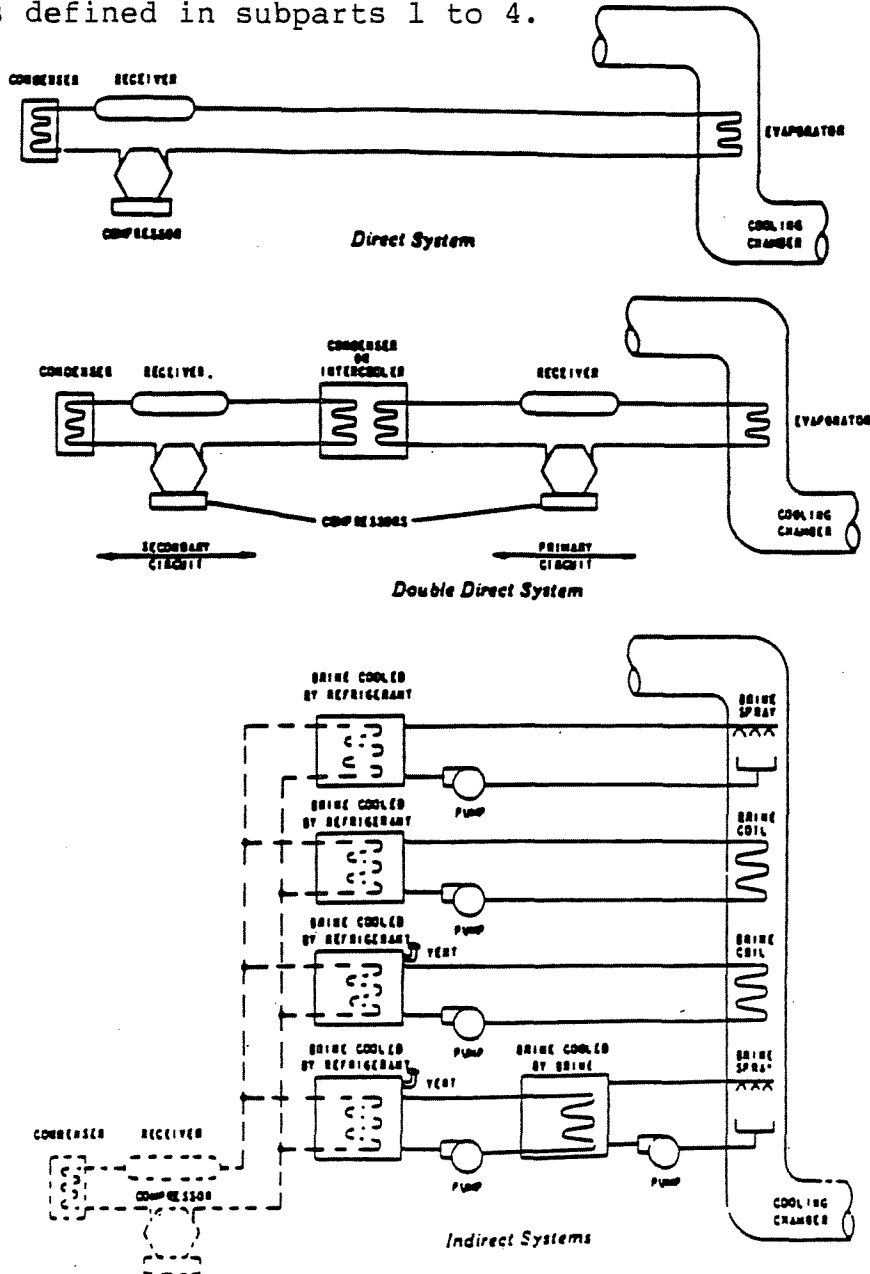 s defined in subparts 1 to 4.
CONDENSER RECEIVER
EVAPORATOR
COMPRESSOR
Direct System
COOLING
CHAMBER
CONDENSER
OR
INTERCOOLER
CONDENSER RECEIVER. RECEIVER
EVAPORATOR
COMPRESSORS
COOLING
CHAMBER
SECONDARY
CIRCUIT
PRIMARY
CIRCUIT
Double Direct System
BRINE COOLED
BY REFRIGERANT
BRINE
SPRAY
PUMP
BRINE COOLED
BY REFRIGERANT
BRINE
COIL
PUMP
BRINE COOLED
BY REFRIGERANT
VENT
BRINE
COIL
PUMP
BRINE COOLED
BY REFRIGERANT
VENT
BRINE COOLED
BY BRINE
BRINE
SPRAY
PUMP
PUMP
CONDENSER RECEIVER
COMPRESSOR
COOLING
CHAMBER
Indirect Systems